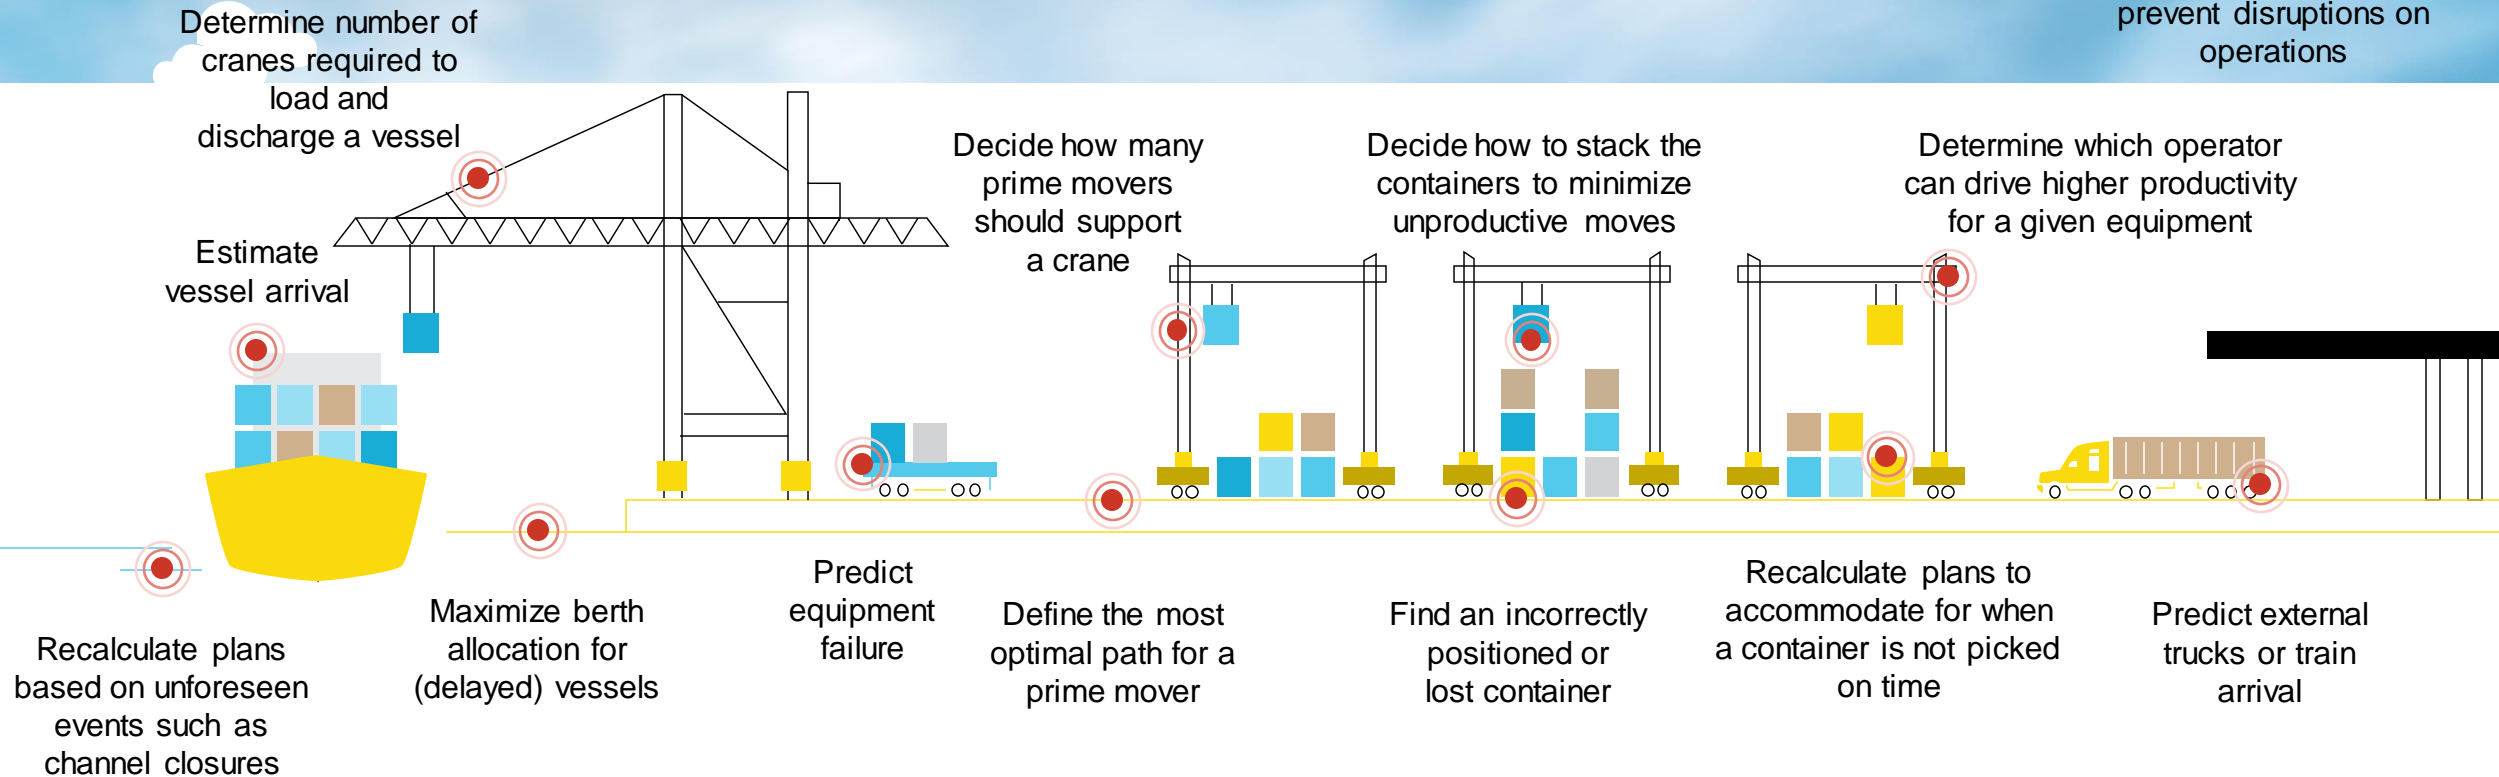 Determine number of
cranes required to
load and
discharge a vessel
prevent disruptions on
operations
Estimate
vessel arrival
Decide how many
prime movers
should support
a crane
Decide how to stack the
containers to minimize
unproductive moves
Determine which operator
can drive higher productivity
for a given equipment
Recalculate plans
based on unforeseen
events such as
channel closures
Maximize berth
allocation for
(delayed) vessels
Predict
equipment
failure
Define the most
optimal path for a
prime mover
Find an incorrectly
positioned or
lost container
Recalculate plans to
accommodate for when
a container is not picked
on time
Predict external
trucks or train
arrival